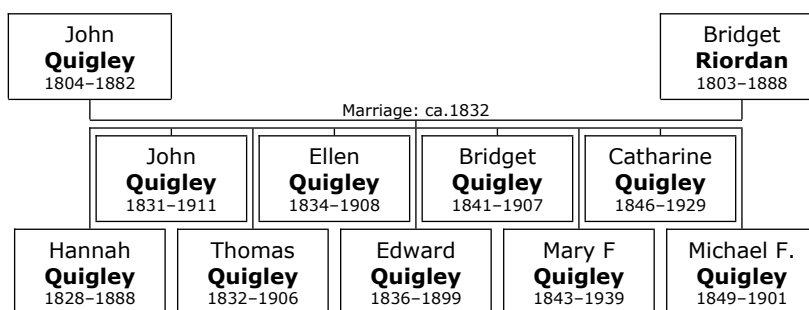 John
Quigley
1804–1882
Bridget
Riordan
1803–1888
Marriage: ca.1832
John
Quigley
1831–1911
Ellen
Quigley
1834–1908
Bridget
Quigley
1841–1907
Catharine
Quigley
1846–1929
Hannah
Quigley
1828–1888
Thomas
Quigley
1832–1906
Edward
Quigley
1836–1899
Mary F
Quigley
1843–1939
Michael F.
Quigley
1849–1901